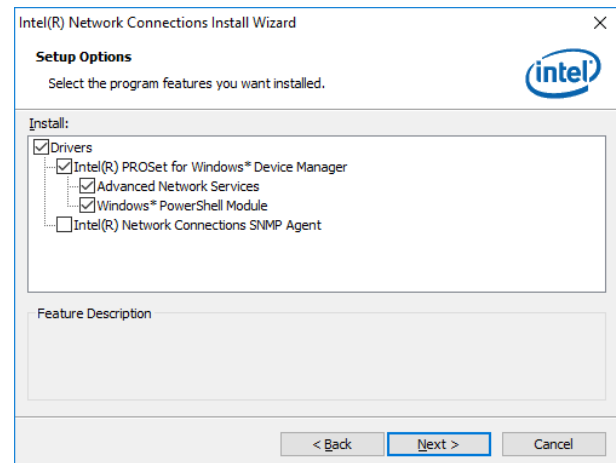 Intel(R) Network Connections Install Wizard
Setup Options
Select the program features you want installed.
intel
Install:
Drivers
Intel(R) PROSet for Windows* Device Manager
Advanced Network Services
Windows* PowerShell Module
Intel(R) Network Connections SNMP Agent
Feature Description
< Back Next > Cancel